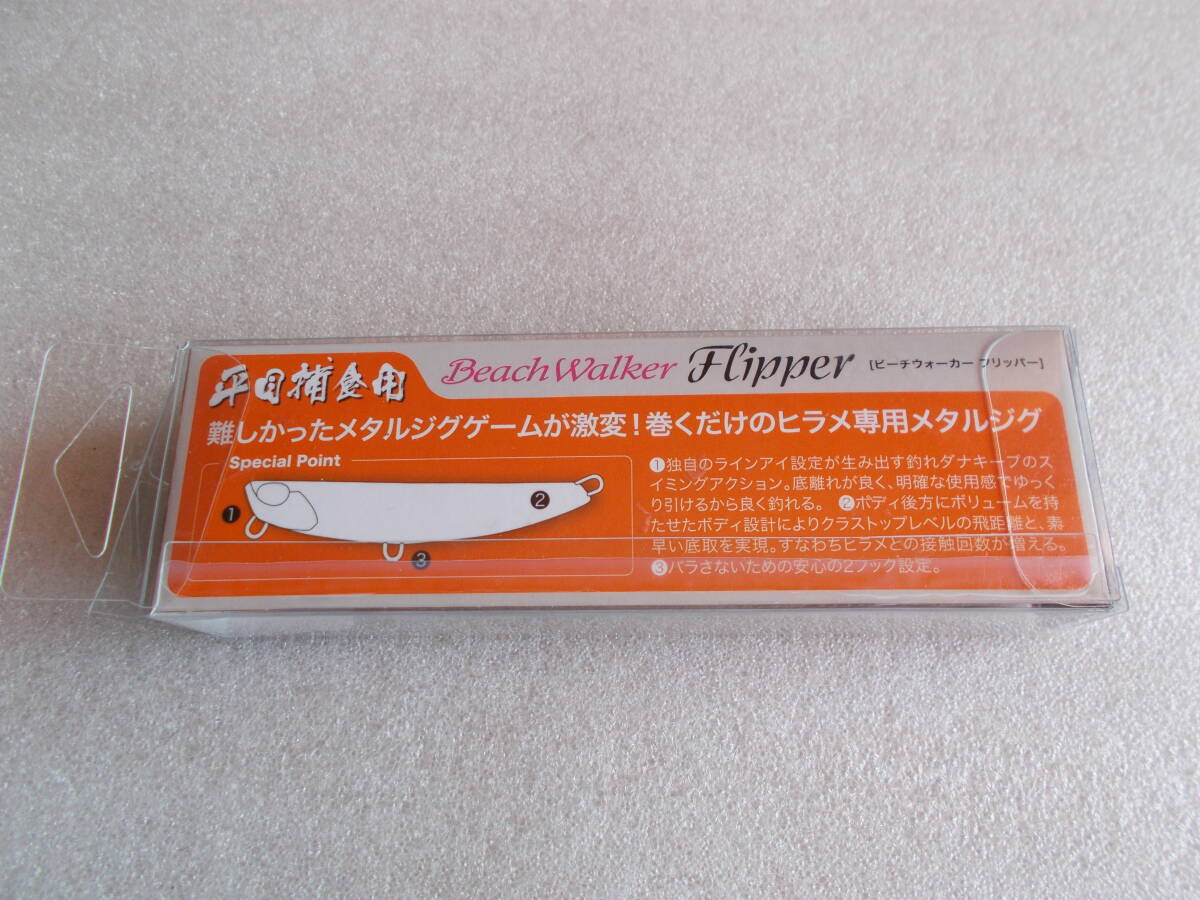 平目捕食用
Beach Walker Flipper [ビーチウォーカー フリッパー]
難しかったメタルジグゲームが激変！巻くだけのヒラメ専用メタルジグ
Special Point
1
2
3
❶独自のラインアイ設定が生み出す釣れダナキープのス
イミングアクション。底離れが良く、明確な使用感でゆっく
り引けるから良く釣れる。 ❷ボディ後方にボリュームを持
たせたボディ設計によりクラストップレベルの飛距離と、素
早い底取を実現。すなわちヒラメとの接触回数が増える。
❸バラさないための安心の2フック設定。